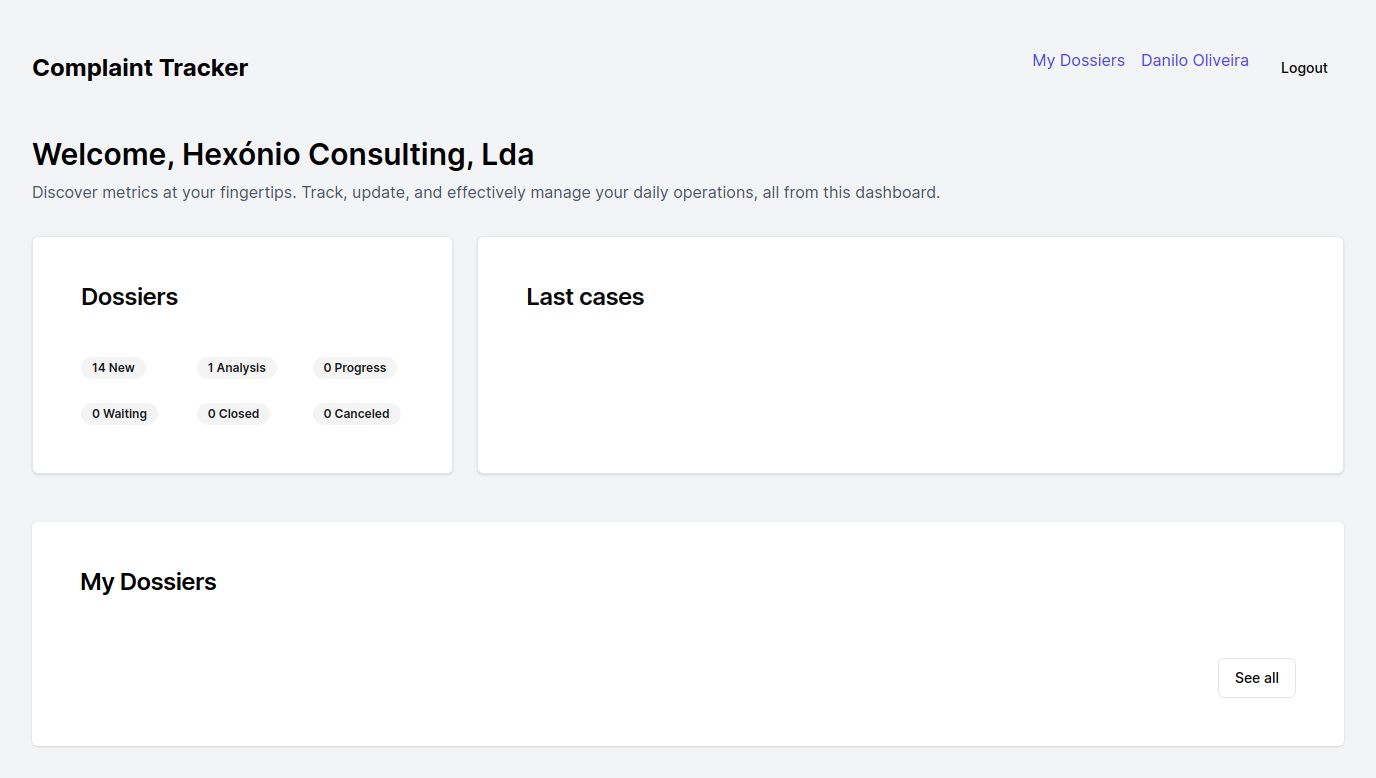 Complaint Tracker
My Dossiers Danilo Oliveira Logout
Welcome, Hexónio Consulting, Lda
Discover metrics at your fingertips. Track, update, and effectively manage your daily operations, all from this dashboard.
Dossiers
14 New 1 Analysis 0 Progress
0 Waiting 0 Closed 0 Canceled
Last cases
My Dossiers
See all